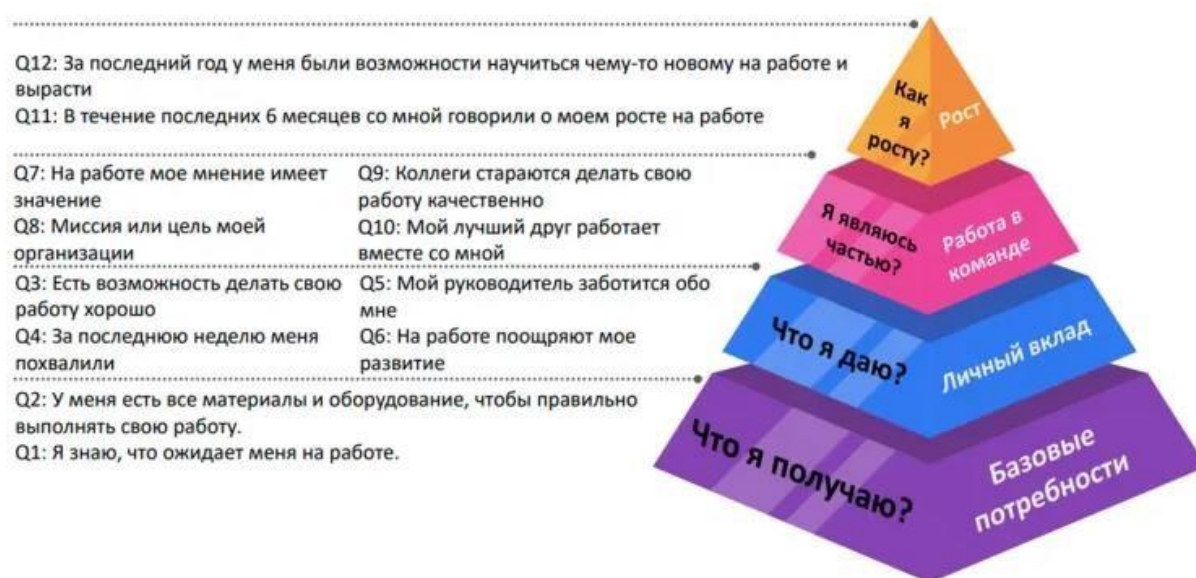 Q12: За последний год у меня были возможности научиться чему-то новому на работе и
вырасти
Q11: В течение последних 6 месяцев со мной говорили о моем росте на работе
Q7: На работе мое мнение имеет
значение
Q8: Миссия или цель моей
организации
Q9: Коллеги стараются делать свою
работу качественно
Q10: Мой лучший друг работает
вместе со мной
Q3: Есть возможность делать свою
работу хорошо
Q4: За последнюю неделю меня
похвалили
Q5: Мой руководитель заботится обо
мне
Q6: На работе поощряют мое
развитие
Q2: У меня есть все материалы и оборудование, чтобы правильно
выполнять свою работу.
Q1: Я знаю, что ожидает меня на работе.
Как
я
росту?
Рост
Я являюсь
частью?
Работа в
команде
Что я даю?
Личный вклад
Что я получаю?
Базовые
потребности